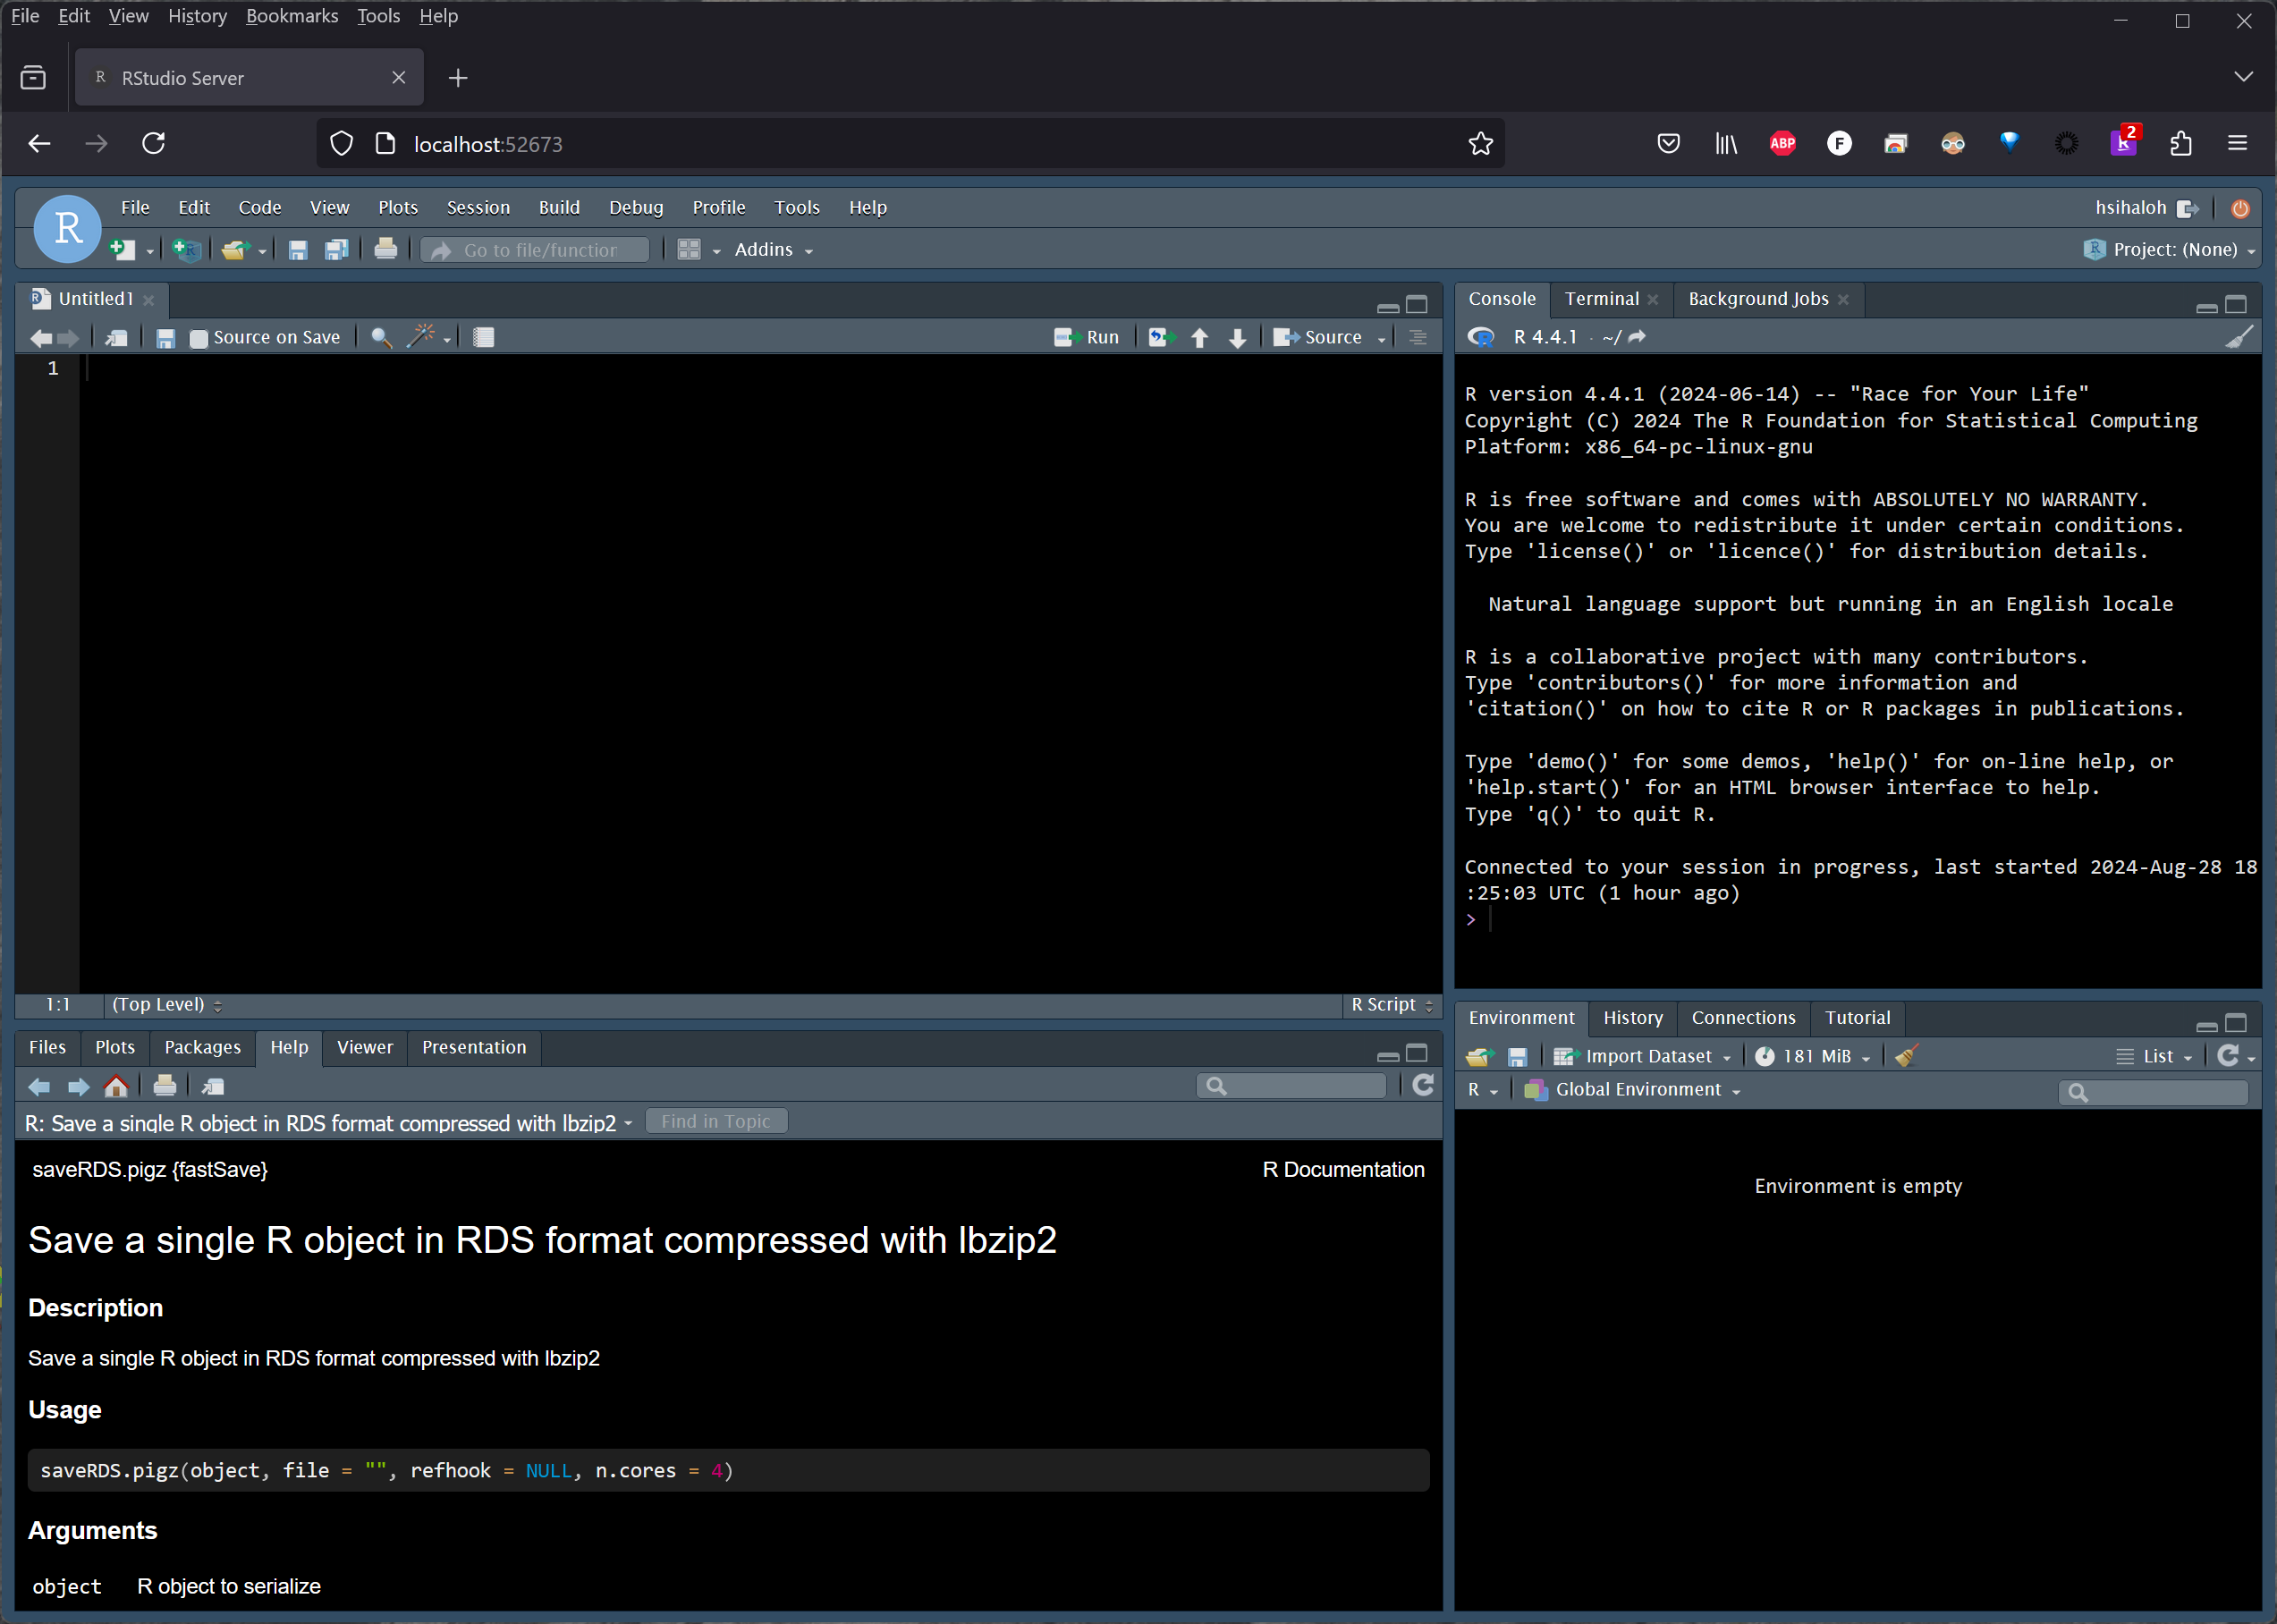 File Edit View History Bookmarks Tools Help
R RStudio Server
localhost:52673
ABP F 2
R File Edit Code View Plots Session Build Debug Profile Tools Help hsihaloh
Go to file/function Addins Project: (None)
Untitled1
Source on Save Run Source
1
1:1 (Top Level) R Script
Console Terminal Background Jobs
R 4.4.1 · ~/
R version 4.4.1 (2024-06-14) -- "Race for Your Life"
Copyright (C) 2024 The R Foundation for Statistical Computing
Platform: x86_64-pc-linux-gnu
R is free software and comes with ABSOLUTELY NO WARRANTY.
You are welcome to redistribute it under certain conditions.
Type 'license()' or 'licence()' for distribution details.
Natural language support but running in an English locale
R is a collaborative project with many contributors.
Type 'contributors()' for more information and
'citation()' on how to cite R or R packages in publications.
Type 'demo()' for some demos, 'help()' for on-line help, or
'help.start()' for an HTML browser interface to help.
Type 'q()' to quit R.
Connected to your session in progress, last started 2024-Aug-28 18
:25:03 UTC (1 hour ago)
>
Files Plots Packages Help Viewer Presentation
R: Save a single R object in RDS format compressed with lbzip2 Find in Topic
saveRDS.pigz {fastSave} R Documentation
Save a single R object in RDS format compressed with lbzip2
Description
Save a single R object in RDS format compressed with lbzip2
Usage
saveRDS.pigz(object, file = "", refhook = NULL, n.cores = 4)
Arguments
object R object to serialize
Environment History Connections Tutorial
Import Dataset 181 MiB List
R Global Environment
Environment is empty